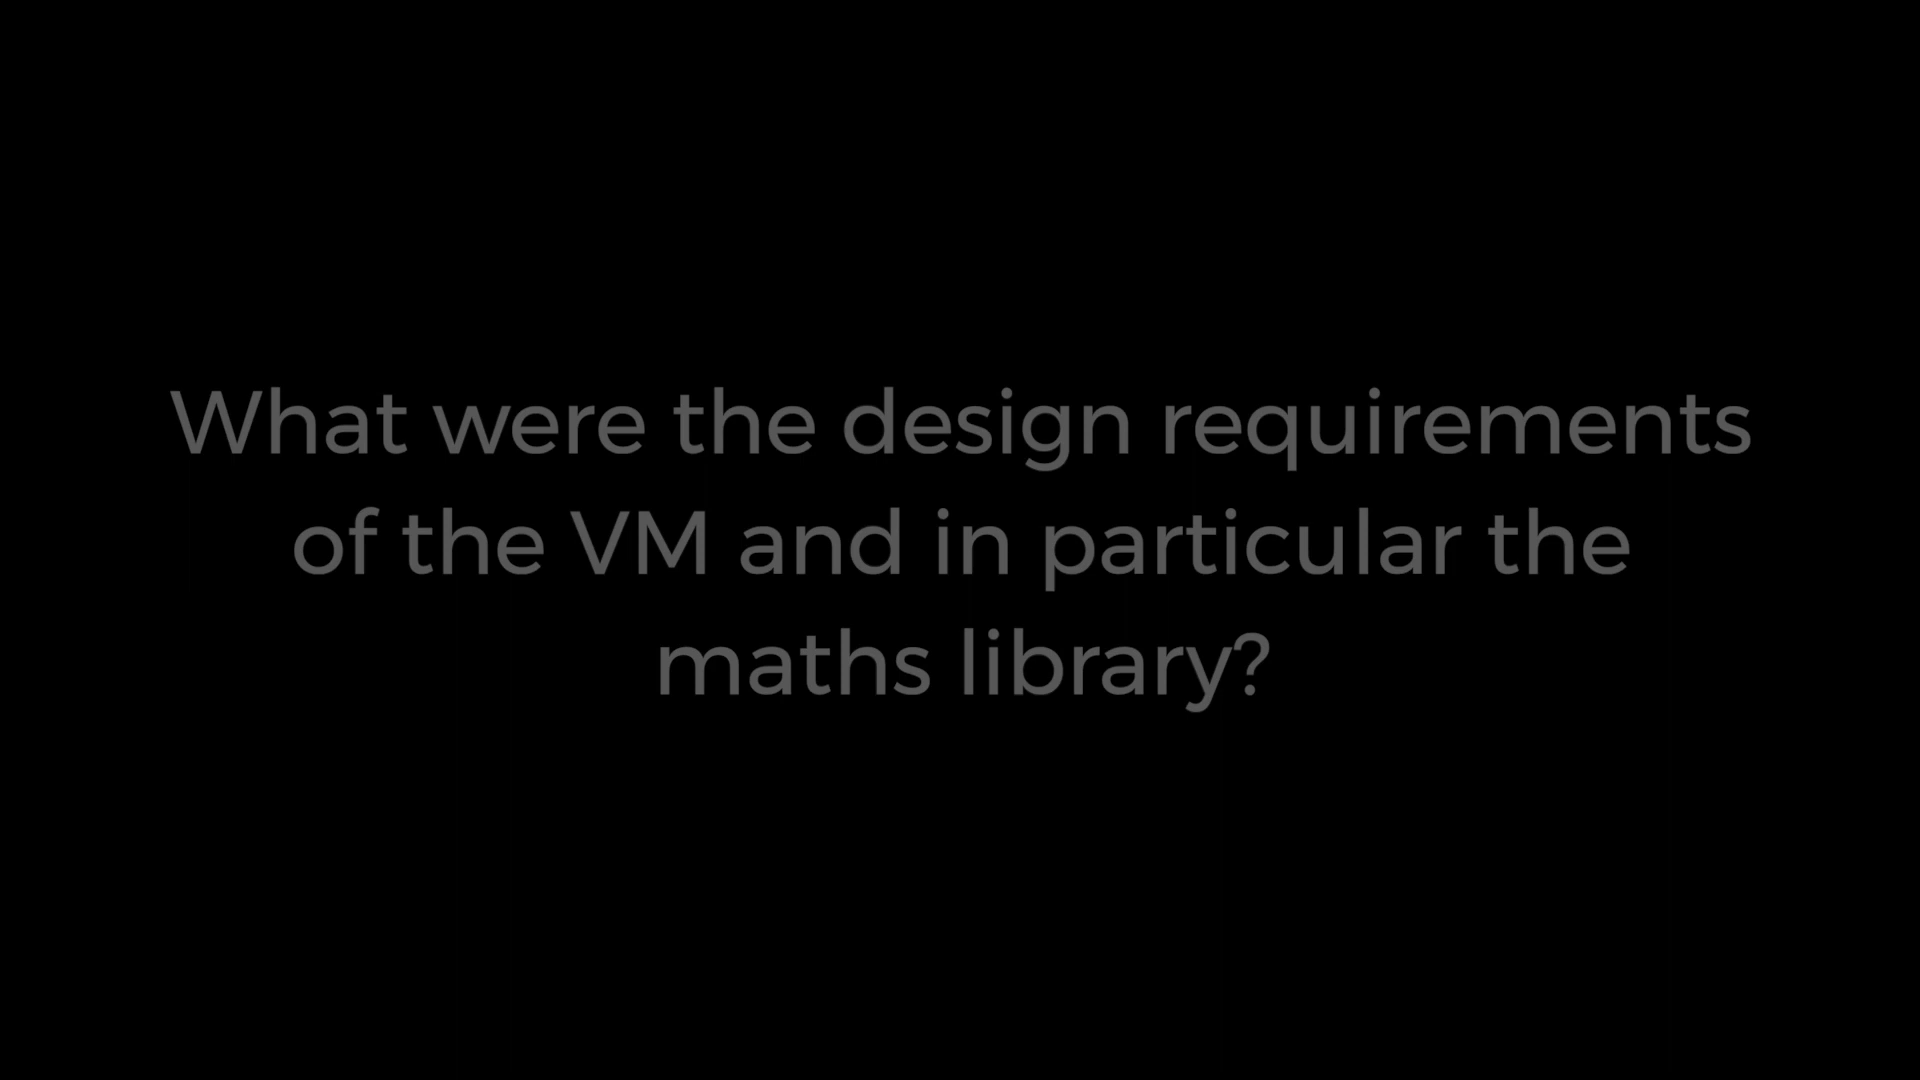 What were the design requirements
of the VM and in particular the
maths library?